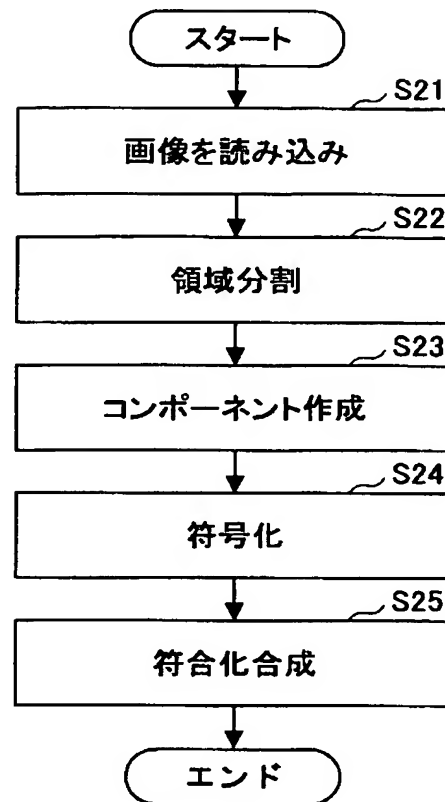 スタート
S21
画像を読み込み
S22
領域分割
S23
コンポーネント作成
S24
符号化
S25
符合化合成
エンド